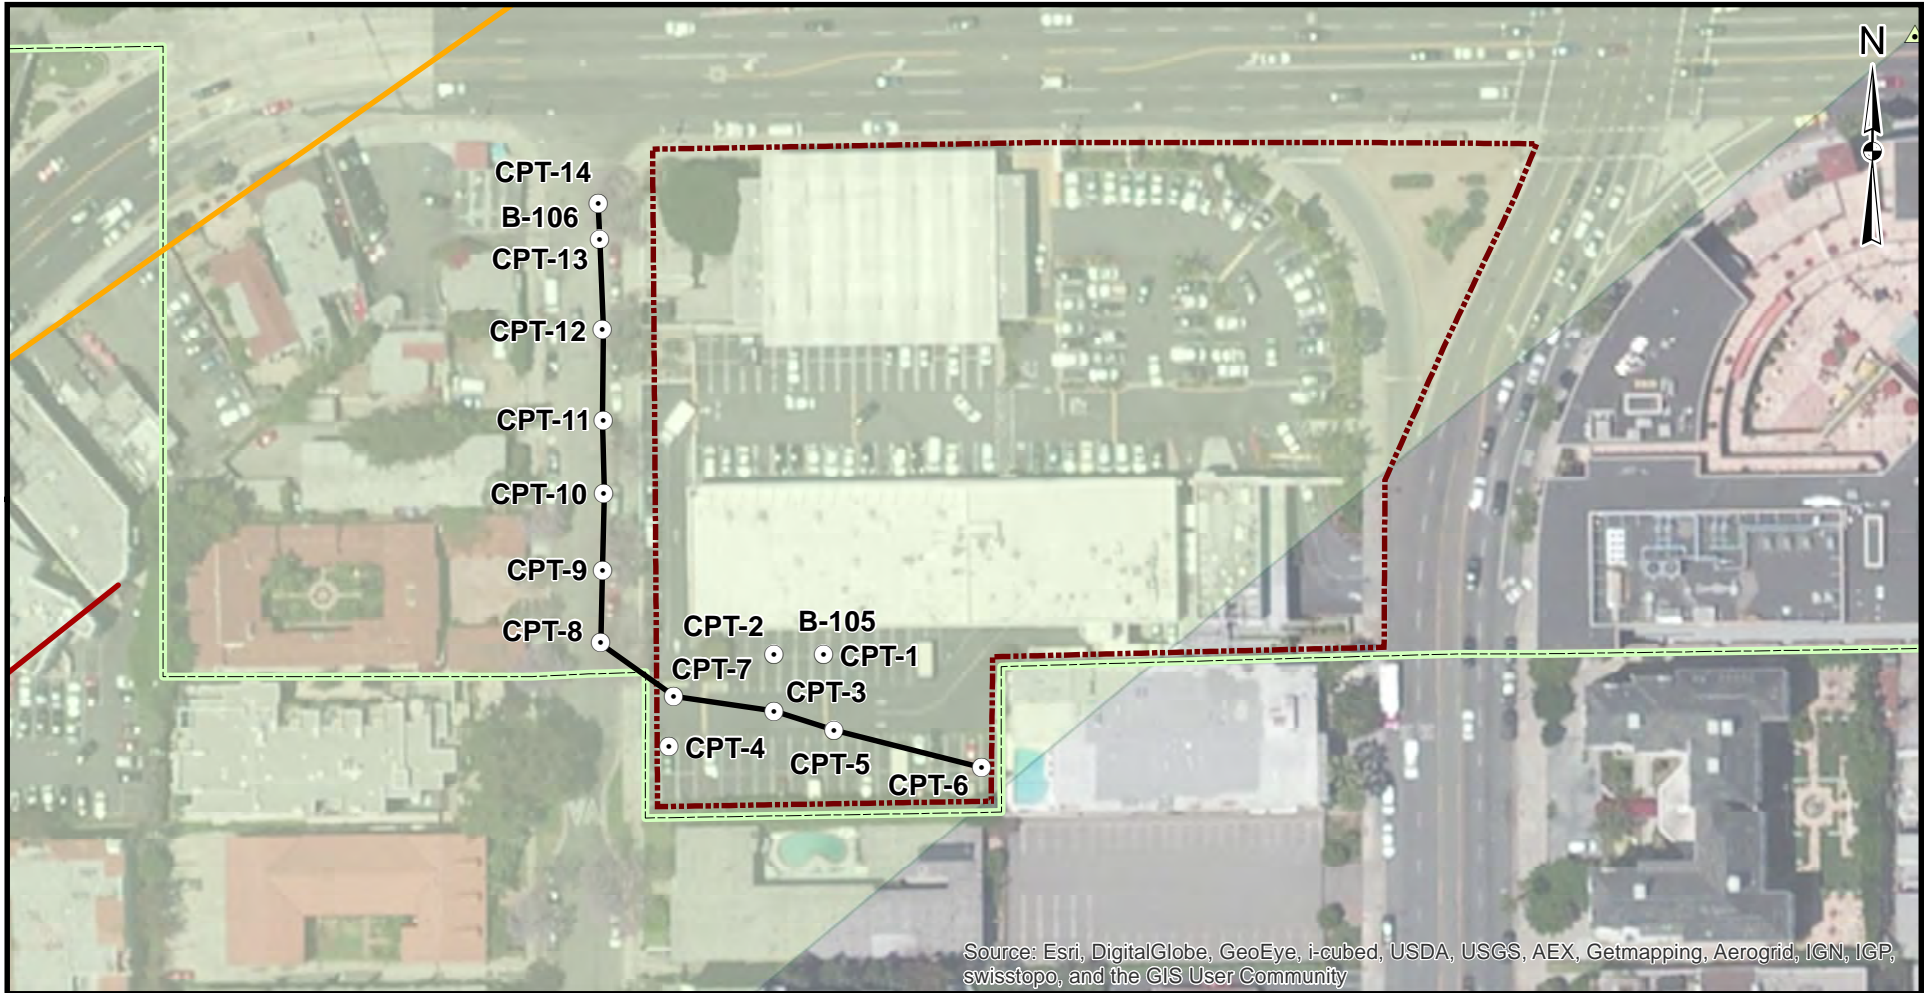 N
CPT-14
B-106
CPT-13
CPT-12
CPT-11
CPT-10
CPT-9
CPT-8
CPT-2
B-105
CPT-1
CPT-7
CPT-3
CPT-4
CPT-5
CPT-6
Source: Esri, DigitalGlobe, GeoEye, i-cubed, USDA, USGS, AEX, Getmapping, Aerogrid, IGN, IGP,
swisstopo, and the GIS User Community